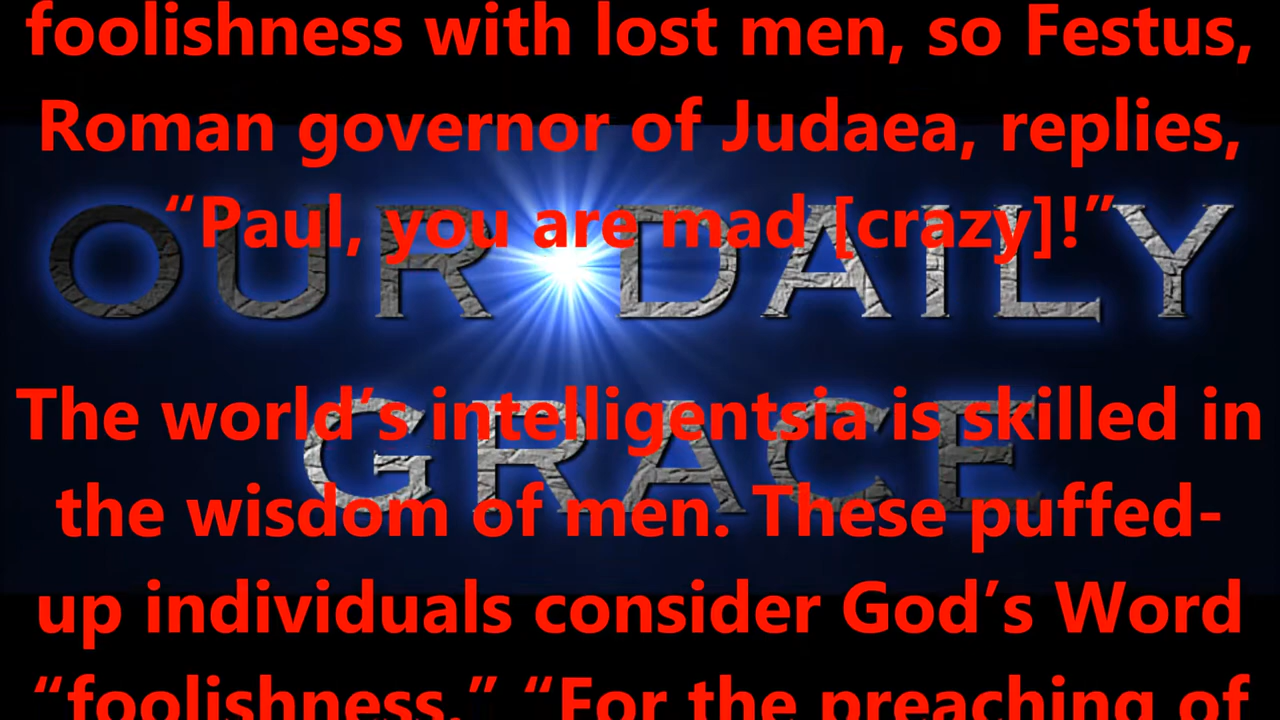 foolishness with lost men, so Festus,
Roman governor of Judaea, replies,
“Paul, you are mad [crazy]!”
OUR DAILY
The world’s intelligentsia is skilled in
GRACE
the wisdom of men. These puffed-
up individuals consider God’s Word
“foolishness.” “For the preaching of